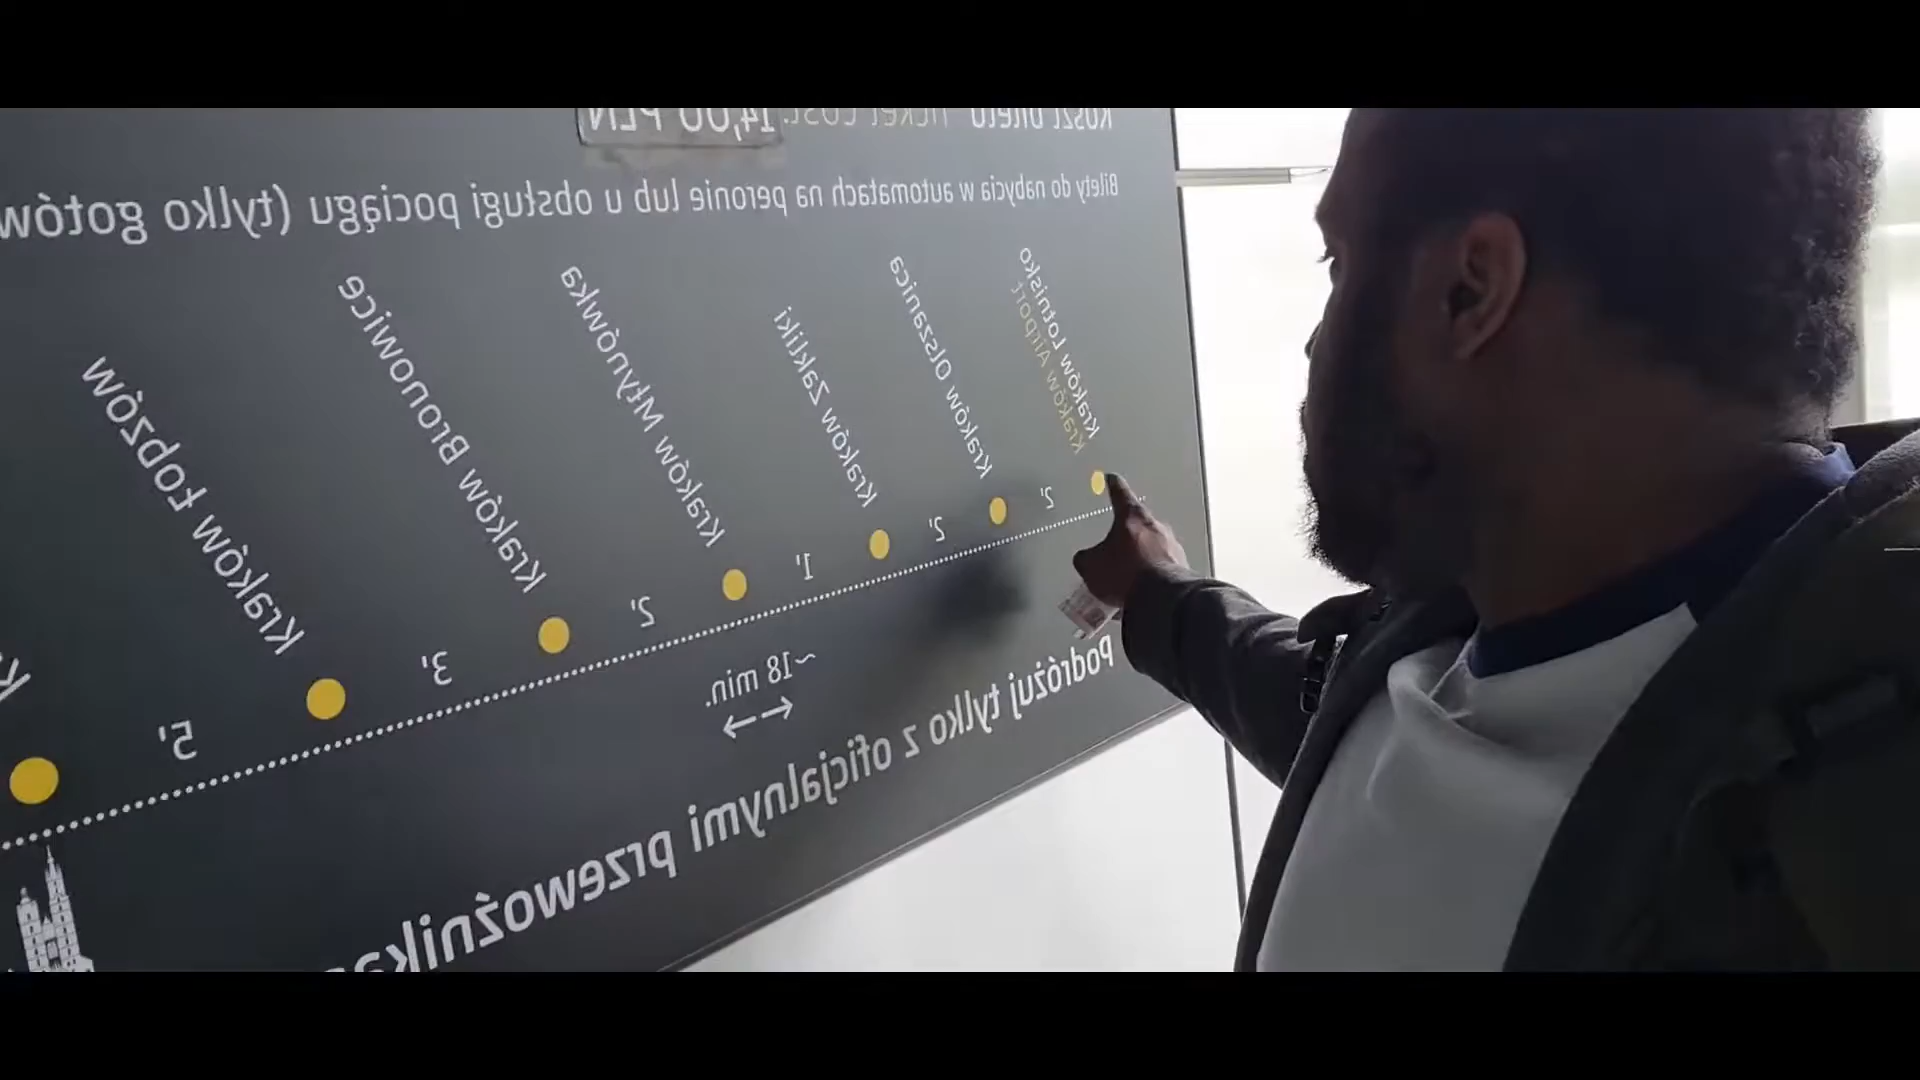 Koszt biletu Ticket cost: 14,00 PLN
Bilety do nabycia w automatach na peronie lub u obsługi pociągu (tylko gotów
Kraków Lotnisko
Kraków Airport
2'
Kraków Olszanica
2'
Kraków Zakliki
1'
Kraków Młynówka
2'
Kraków Bronowice
3'
Kraków Łobzów
5'
~18 min.
Podróżuj tylko z oficjalnymi przewoźnika